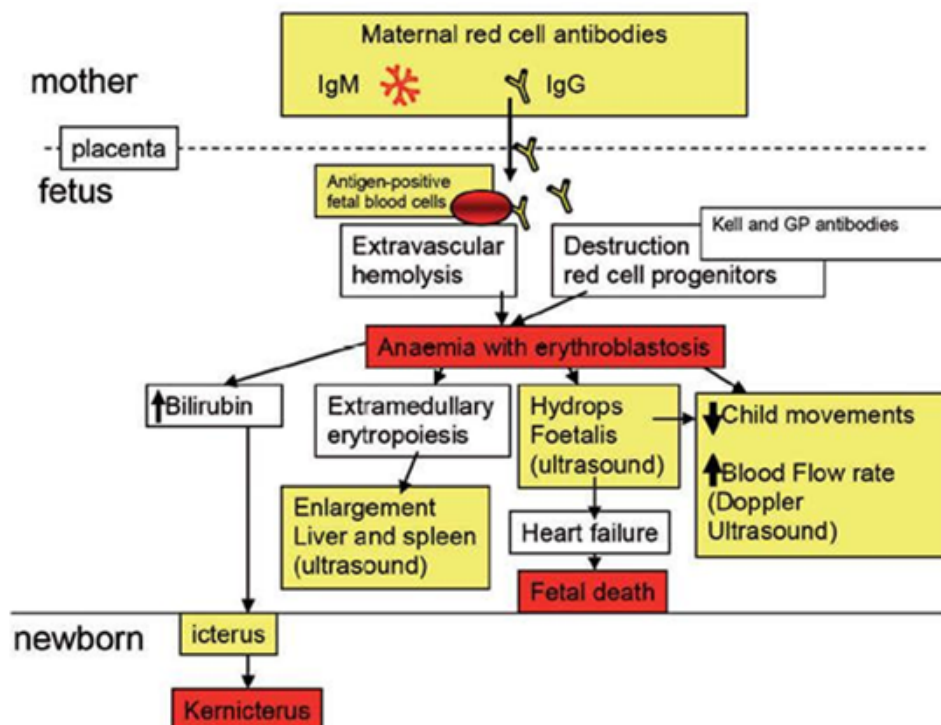 Maternal red cell antibodies
mother
IgM
IgG
placenta
fetus
Antigen-positive
fetal blood cells
Kell and GP antibodies
Extravascular
hemolysis
Destruction
red cell progenitors
Anaemia with erythroblastosis
Bilirubin
Extramedullary
erytropoiesis
Hydrops
Foetalis
(ultrasound)
Child movements
Blood Flow rate
(Doppler
Ultrasound)
Enlargement
Liver and spleen
(ultrasound)
Heart failure
Fetal death
newborn
icterus
Kernicterus